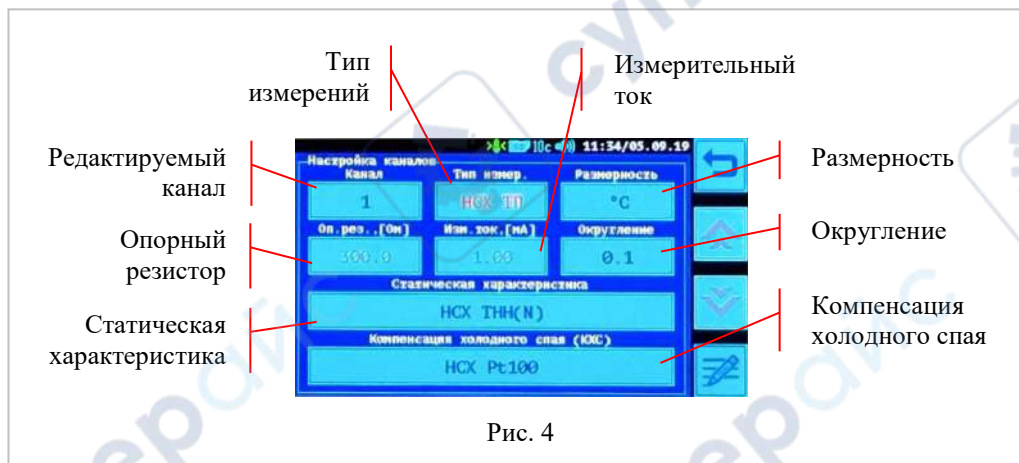 Тип
измерений
Измерительный
ток
Редактируемый
канал
Опорный
резистор
Статическая
характеристика
10с 11:34/05.09.19
Настройка каналов
Канал Тип измер. Размерность
1 НСХ ТП °C
Оп.рез..,[Ом] Изм.ток,[мА] Округление
300.0 1.00 0.1
Статическая характеристика
НСХ ТНН(N)
Компенсация холодного спая (КХС)
НСХ Pt100
Размерность
Округление
Компенсация
холодного спая
Рис. 4